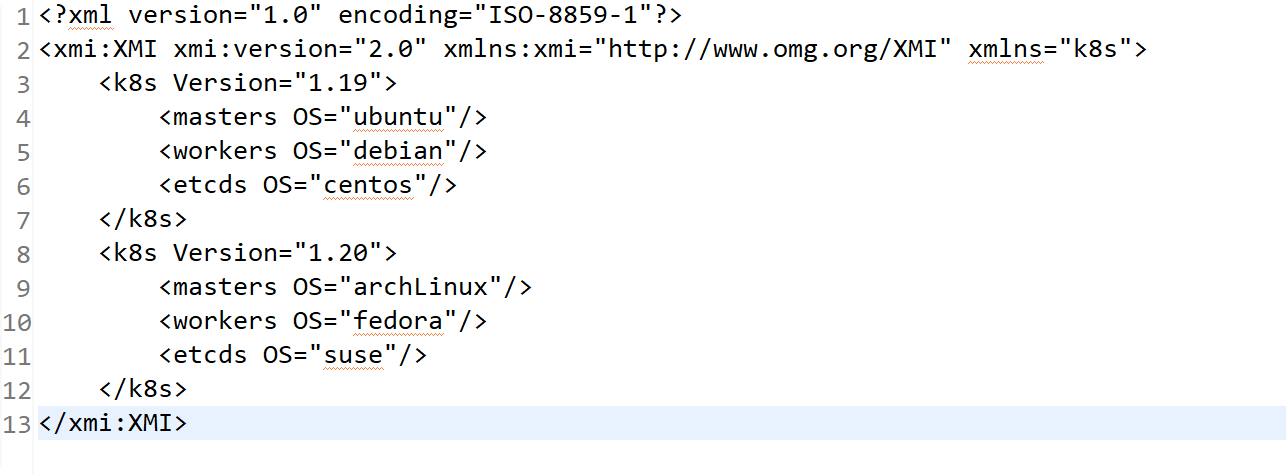 1 <?xml version="1.0" encoding="ISO-8859-1"?>
2 <xmi:XMI xmi:version="2.0" xmlns:xmi="http://www.omg.org/XMI" xmlns="k8s">
3     <k8s Version="1.19">
4         <masters OS="ubuntu"/>
5         <workers OS="debian"/>
6         <etcds OS="centos"/>
7     </k8s>
8     <k8s Version="1.20">
9         <masters OS="archLinux"/>
10         <workers OS="fedora"/>
11         <etcds OS="suse"/>
12     </k8s>
13 </xmi:XMI>